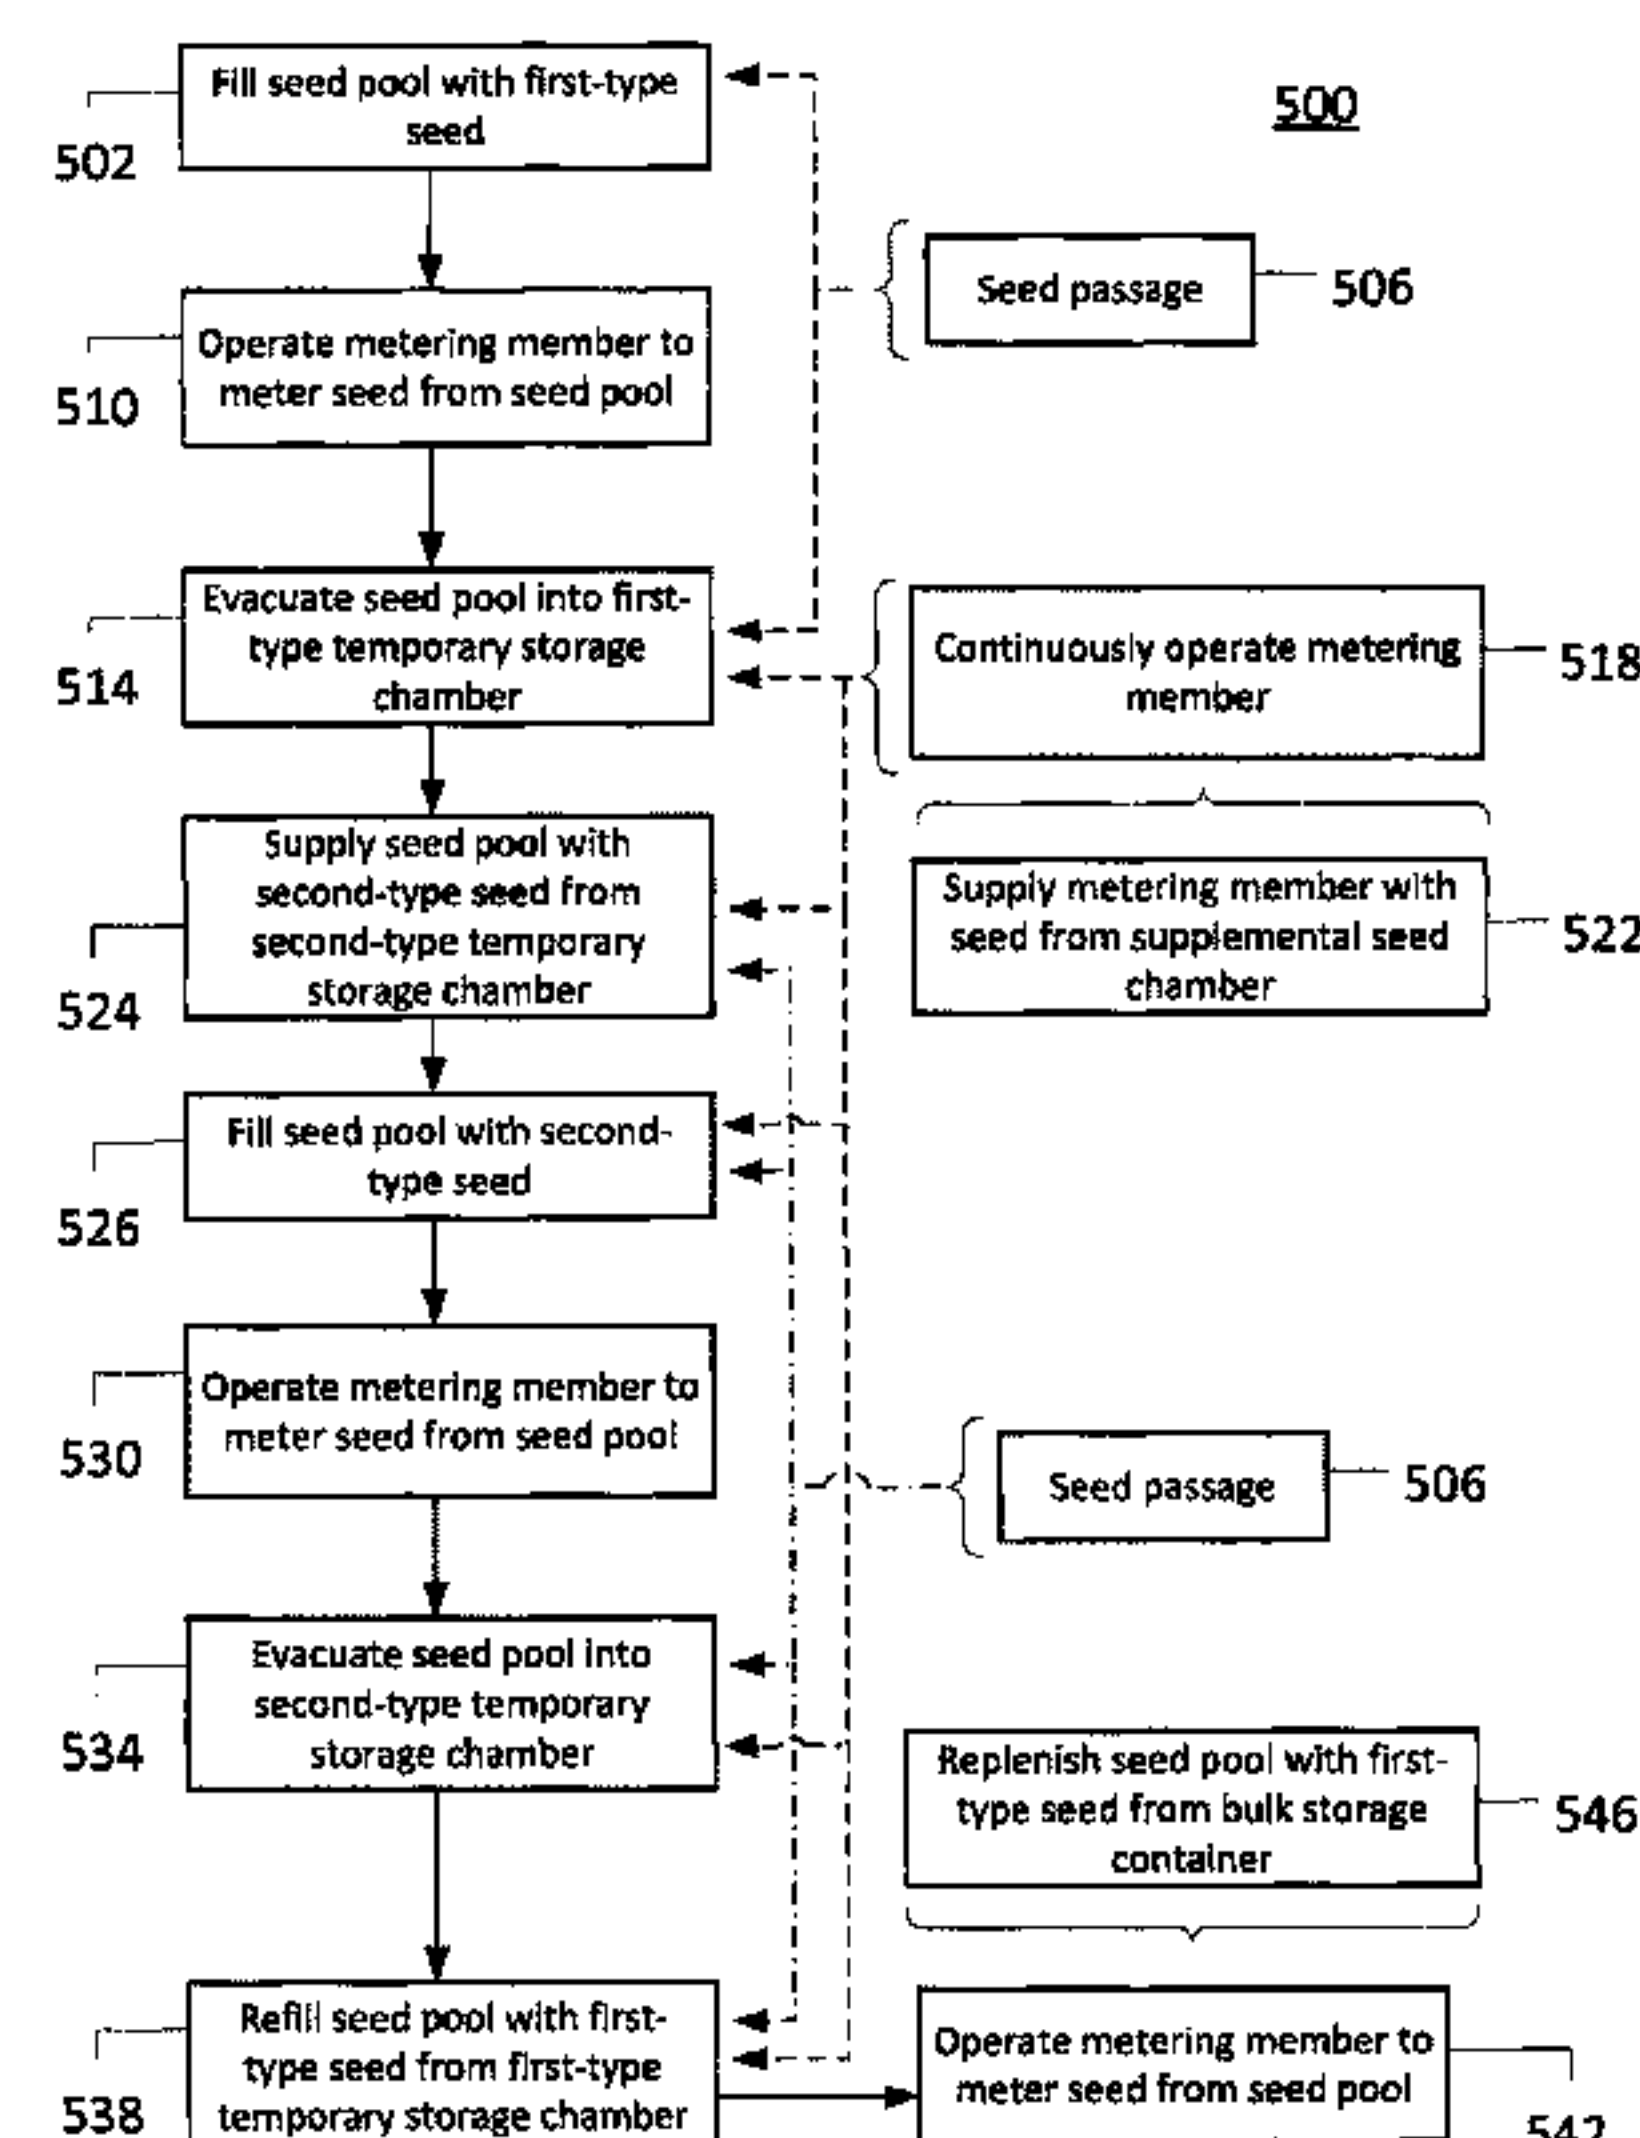 Fill seed pool with first-type
seed
502
500
Seed passage
506
Operate metering member to
meter seed from seed pool
510
Evacuate seed pool into first-
type temporary storage
chamber
514
Continuously operate metering
member
518
Supply seed pool with
second-type seed from
second-type temporary
storage chamber
524
Supply metering member with
seed from supplemental seed
chamber
522
Fill seed pool with second-
type seed
526
Operate metering member to
meter seed from seed pool
530
Seed passage
506
Evacuate seed pool into
second-type temporary
storage chamber
534
Replenish seed pool with first-
type seed from bulk storage
container
546
Refill seed pool with first-
type seed from first-type
temporary storage chamber
538
Operate metering member to
meter seed from seed pool
542